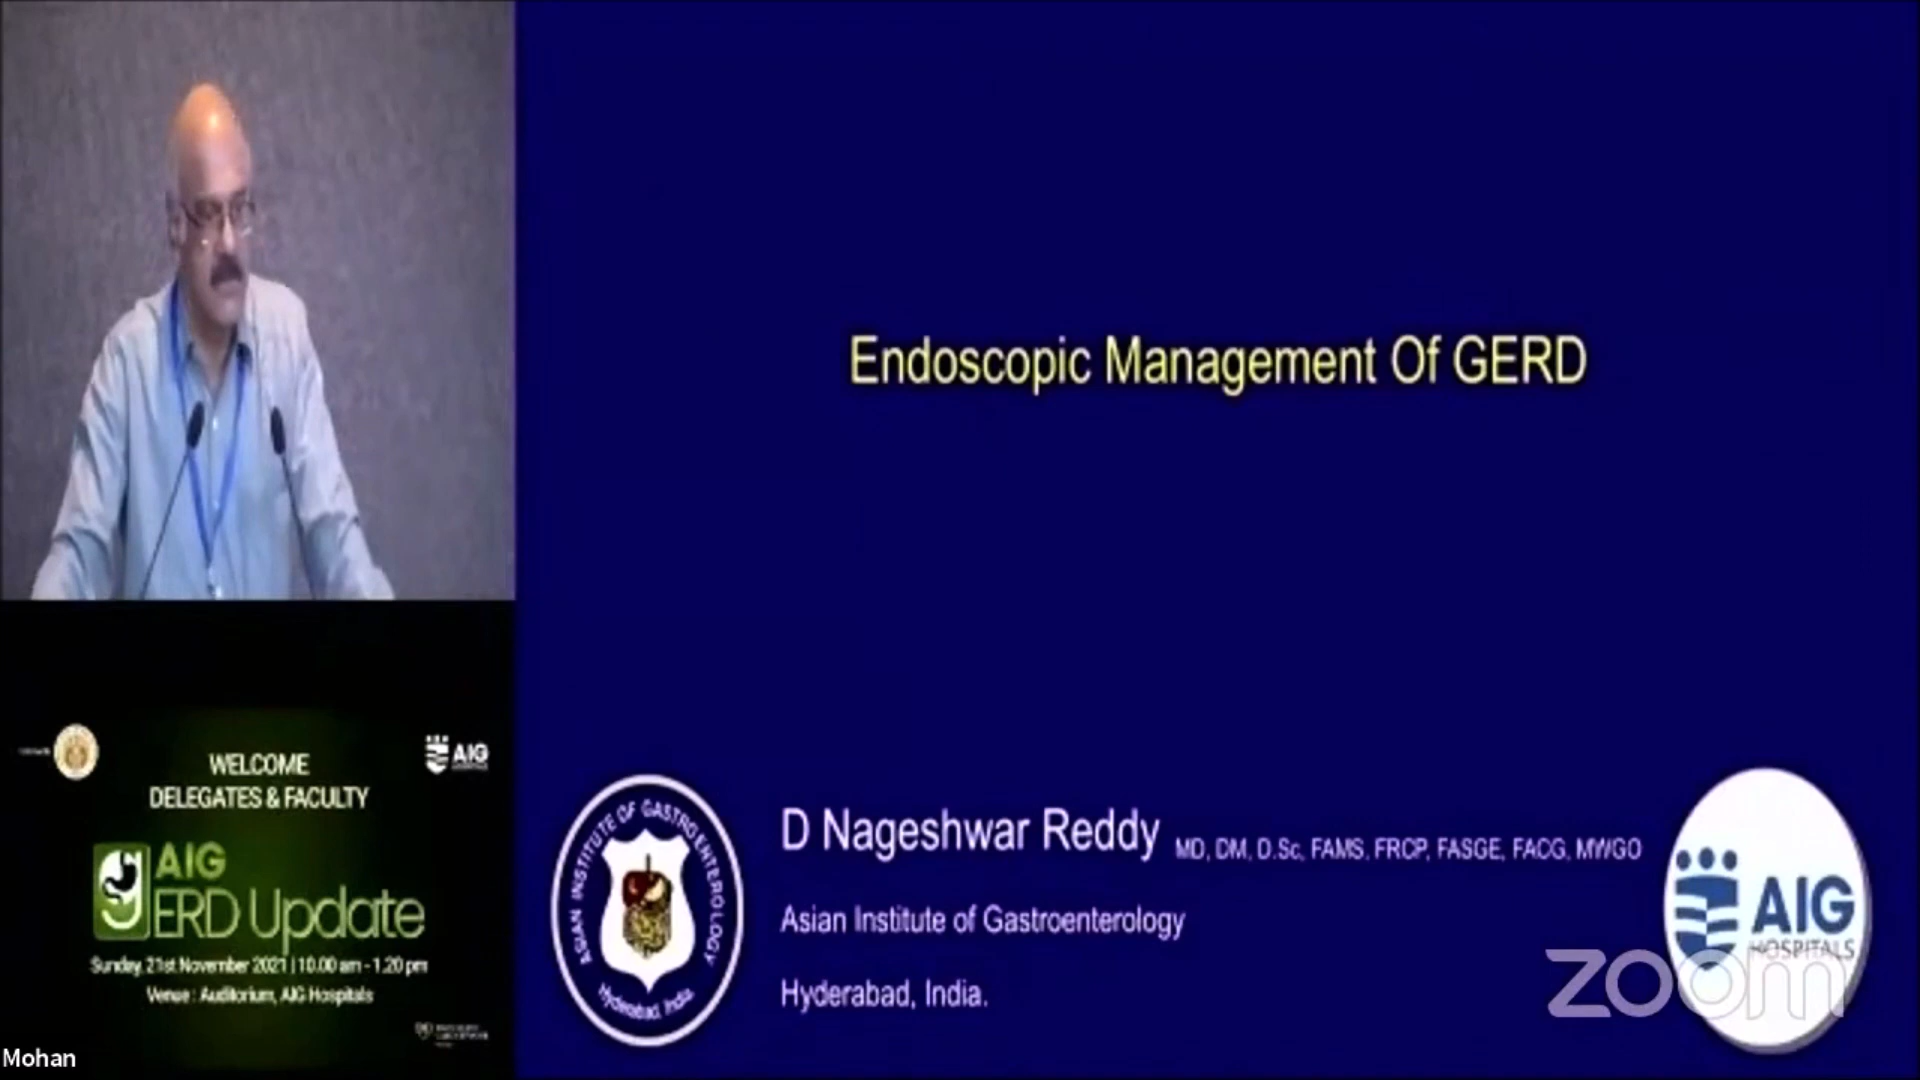 Endoscopic Management Of GERD
D Nageshwar Reddy MD, DM, D.Sc, FAMS, FRCP, FASGE, FACG, MWGO
Asian Institute of Gastroenterology
Hyderabad, India.
ASIAN INSTITUTE OF GASTROENTEROLOGY
Hyderabad, India
AIG
HOSPITALS
zoom
WELCOME
DELEGATES & FACULTY
AIG
HOSPITALS
AIG
gERD Update
Sunday, 21st November 2021 | 10.00 am - 1.20 pm
Venue : Auditorium, AIG Hospitals
Mohan